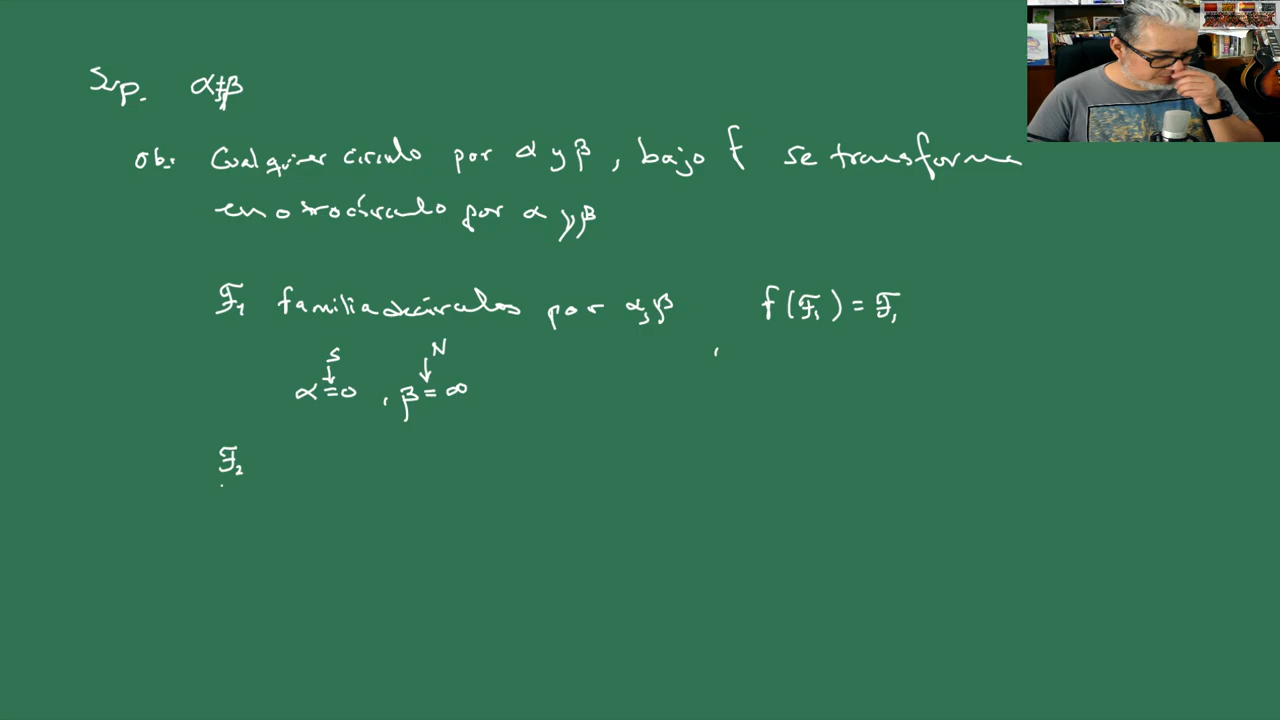 Sup. α≠β
ob: Cualquier círculo por α y β, bajo f se transforma
en otro círculo por α y β
ℱ₁ familia de círculos por α,β f(ℱ₁) = ℱ₁
S N
α=0 , β=∞
ℱ₂